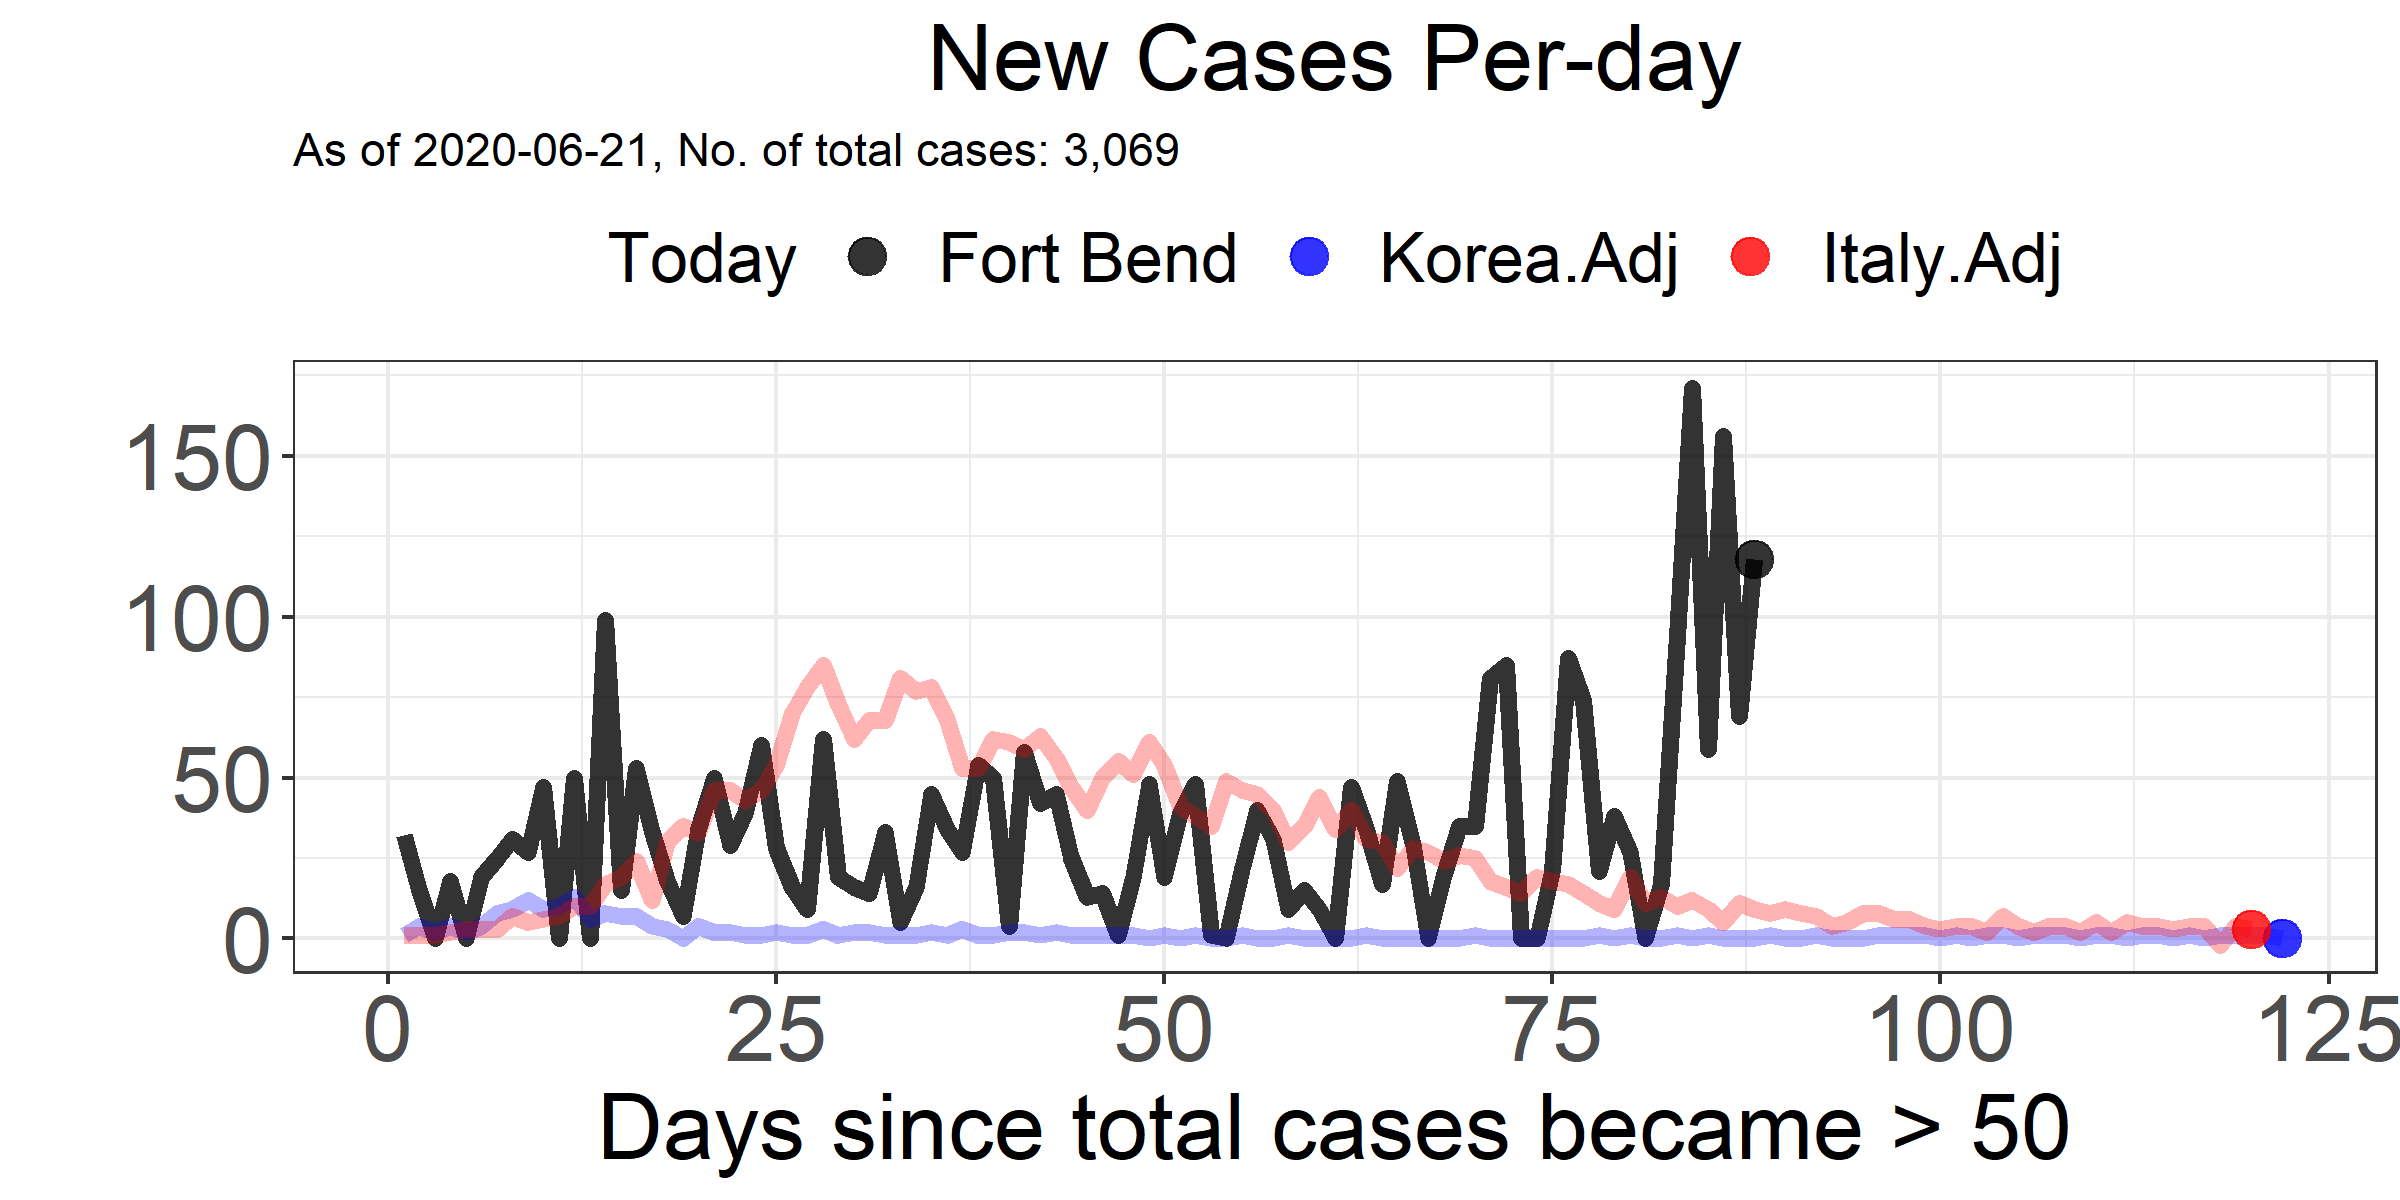 New Cases Per-day
As of 2020-06-21, No. of total cases: 3,069
Today Fort Bend Korea.Adj Italy.Adj
150
100
50
0
0 25 50 75 100 125
Days since total cases became > 50